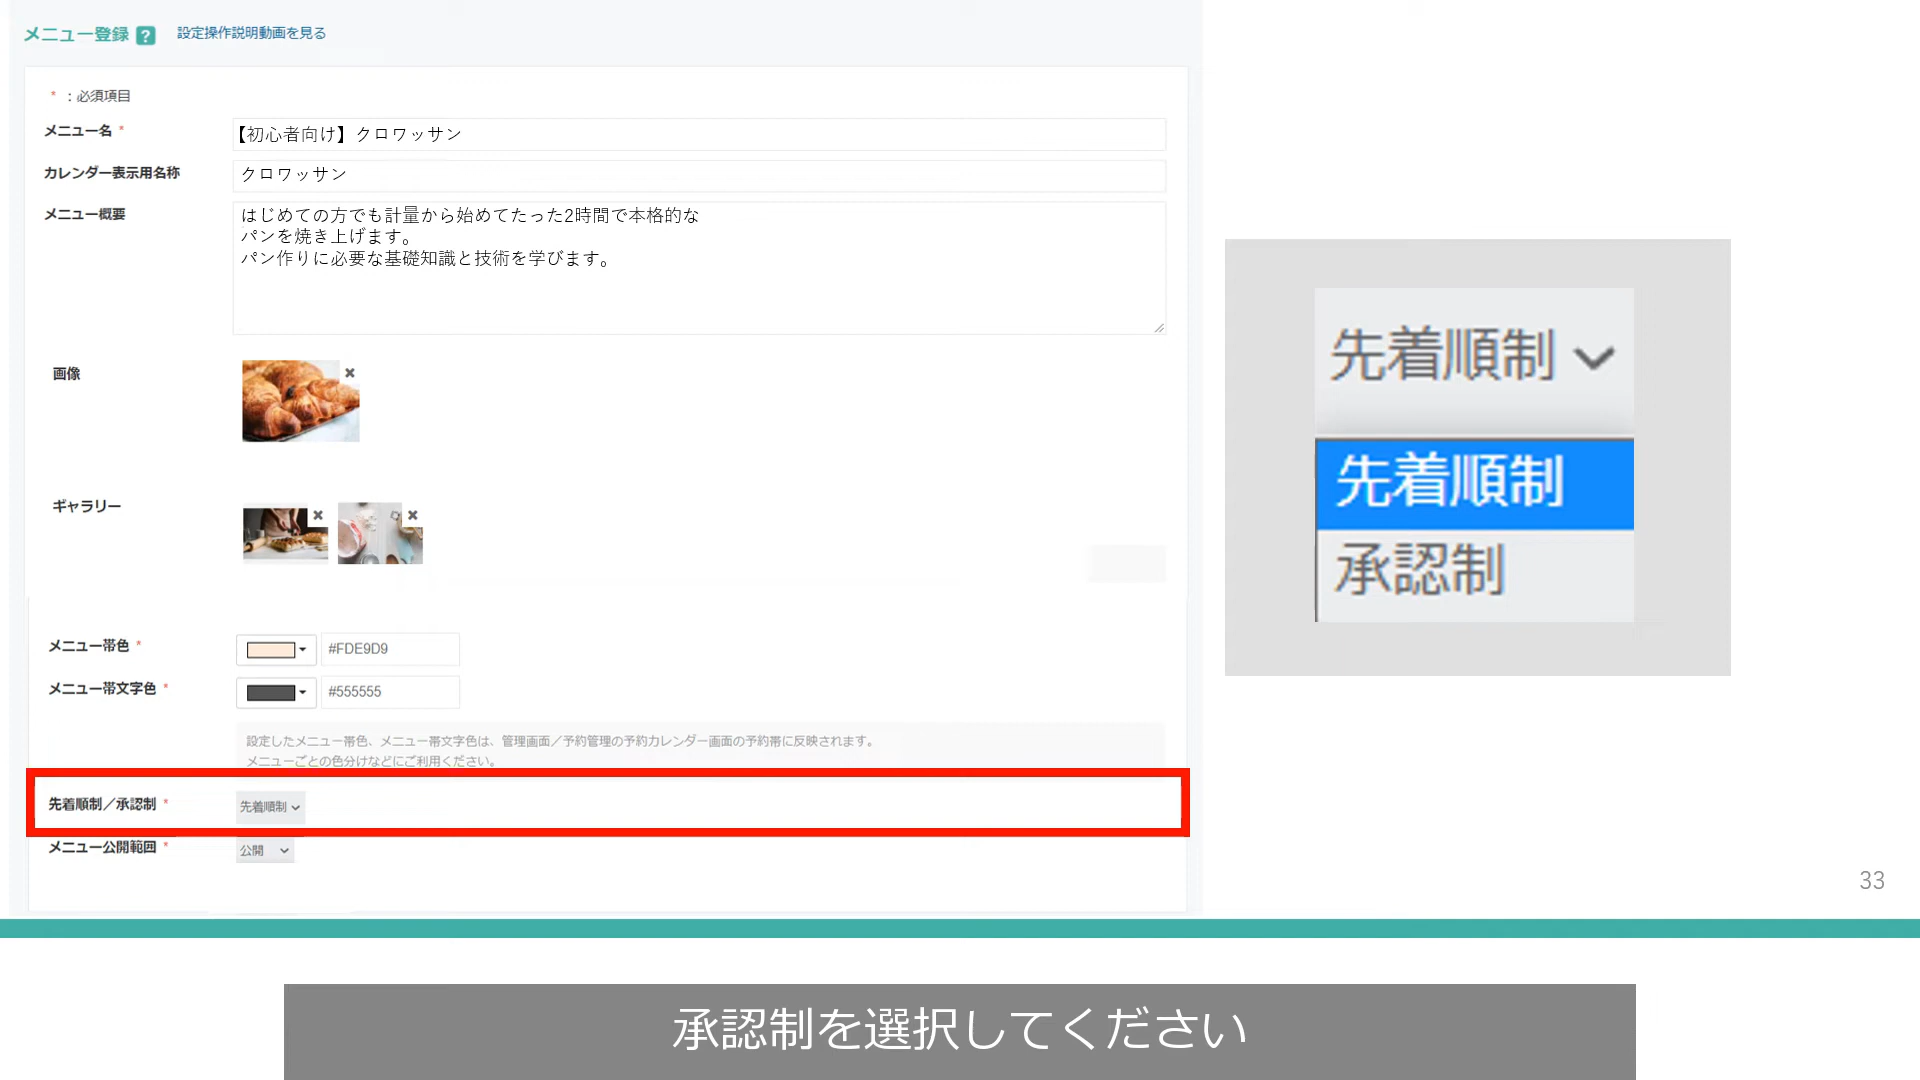 メニュー登録 ? 設定操作説明動画を見る
* ：必須項目
メニュー名 * 【初心者向け】クロワッサン
カレンダー表示用名称 クロワッサン
メニュー概要 はじめての方でも計量から始めてたった2時間で本格的な
パンを焼き上げます。
パン作りに必要な基礎知識と技術を学びます。
画像
ギャラリー
メニュー帯色 * #FDE9D9
メニュー帯文字色 * #555555
設定したメニュー帯色、メニュー帯文字色は、管理画面／予約管理の予約カレンダー画面の予約帯に反映されます。
メニューごとの色分けなどにご利用ください。
先着順制／承認制 * 先着順制
メニュー公開範囲 * 公開
先着順制
先着順制
承認制
33
承認制を選択してください